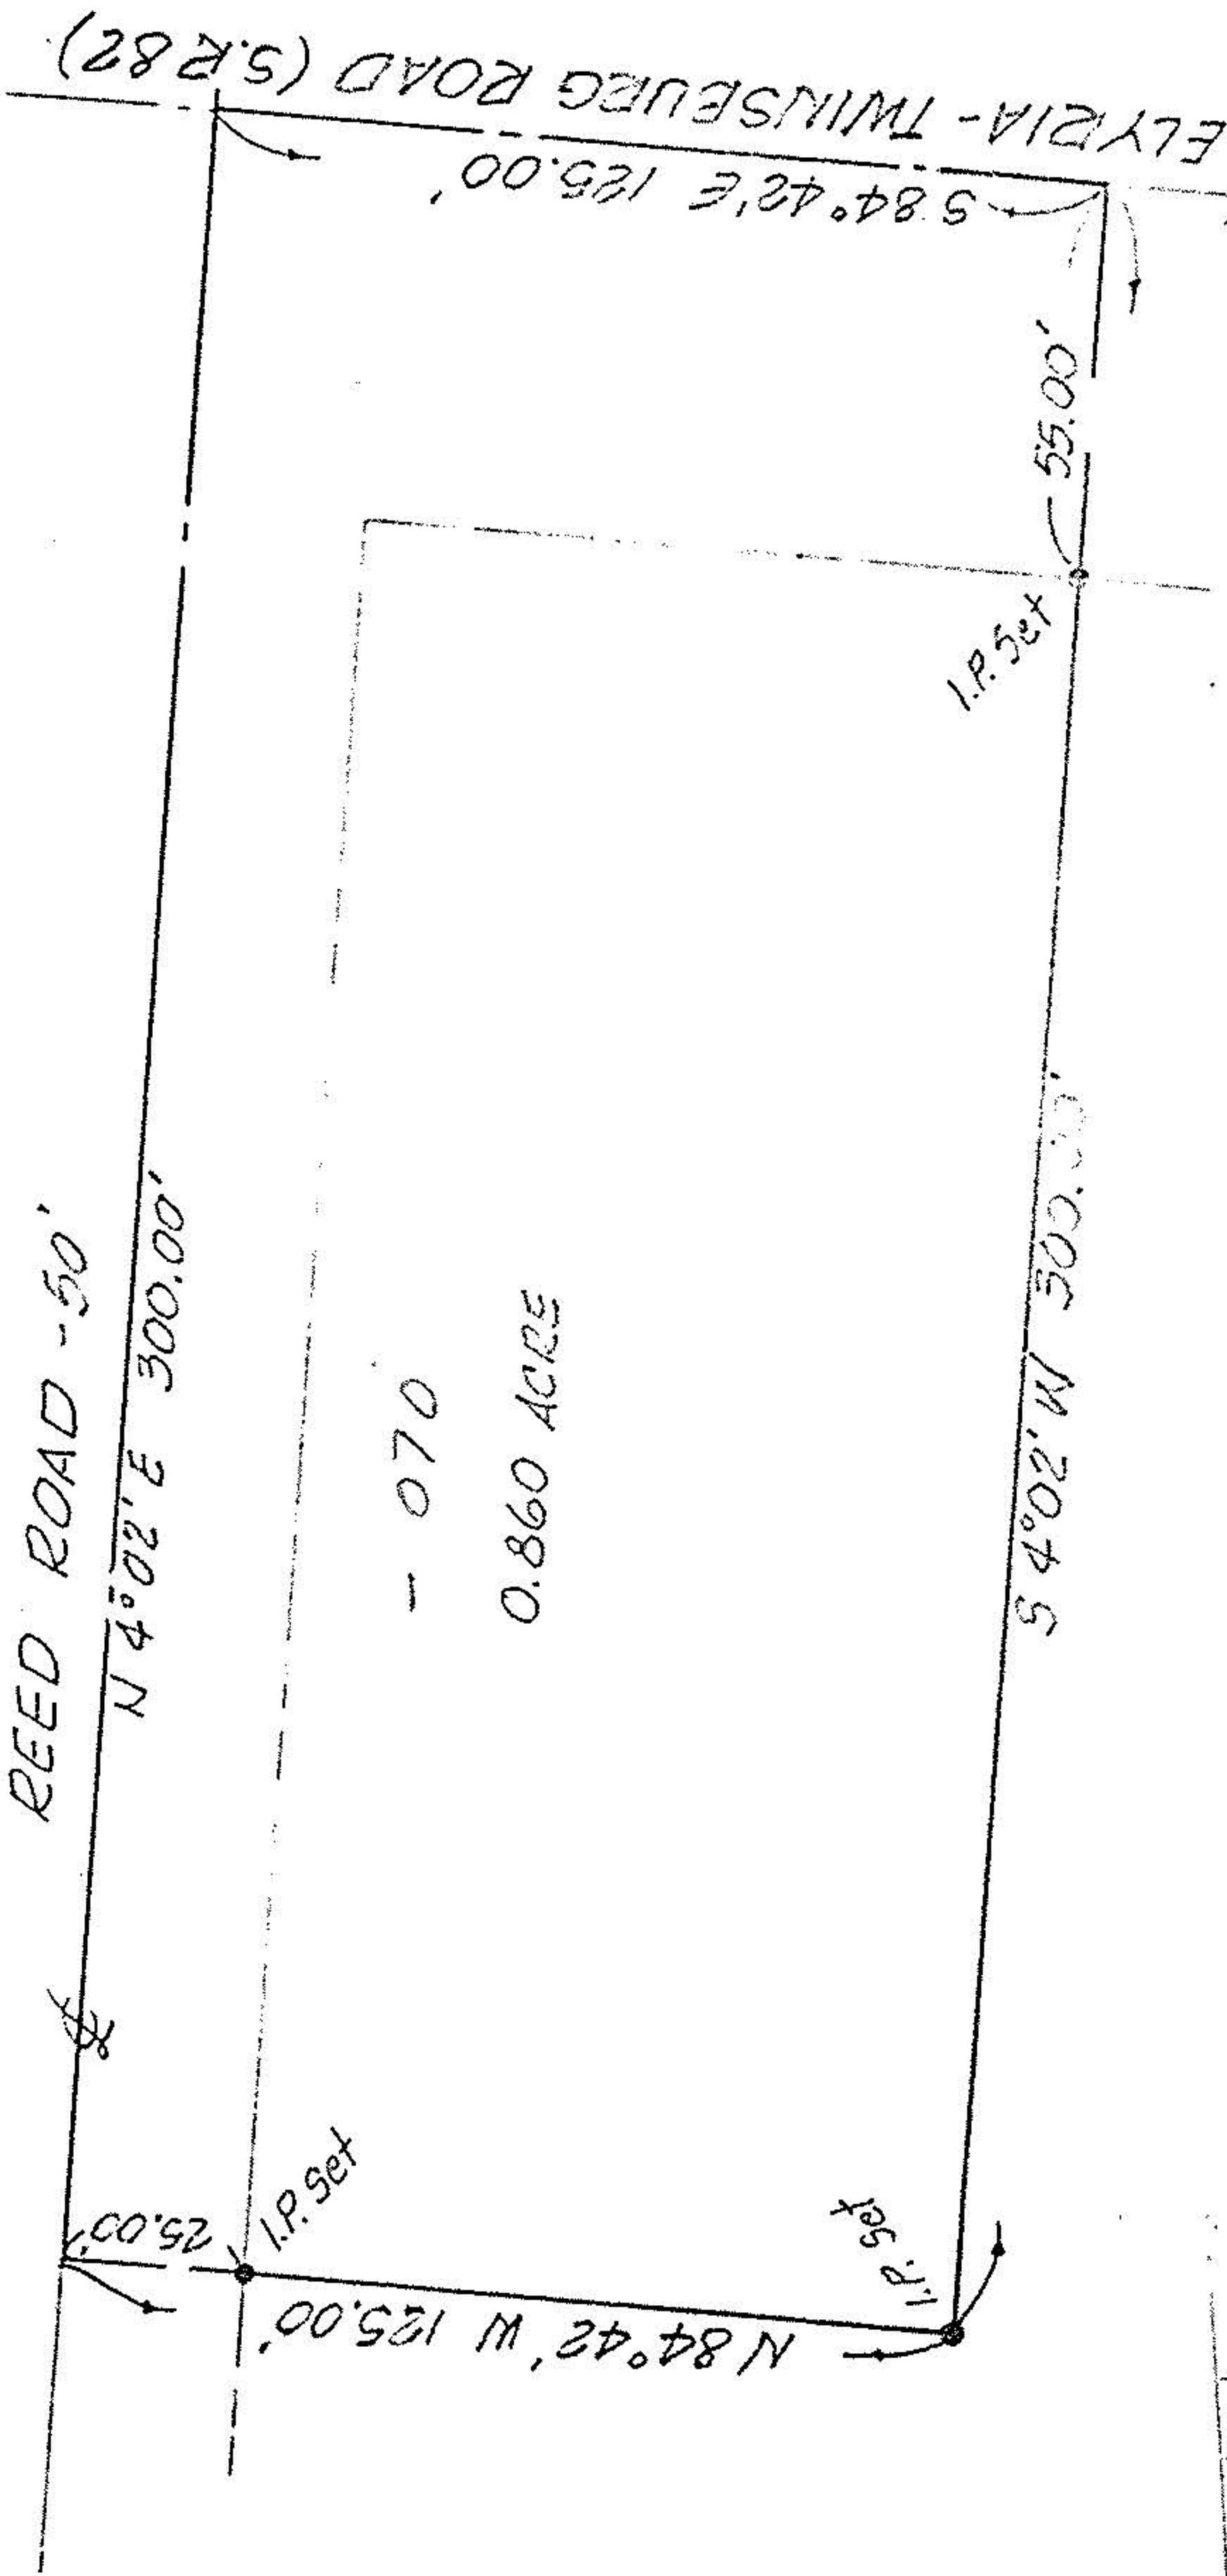 ELYRIA - TWINSBURG ROAD (S.R 82)
S 84° 42' E 125.00'
REED ROAD - 50'
N 4° 02' E 300.00'
55.00'
I.P. Set
- 070
0.860 ACRE
S 4° 02' W 300.00'
25.00'
I.P. Set
I.P. Set
N 84° 42' W 125.00'